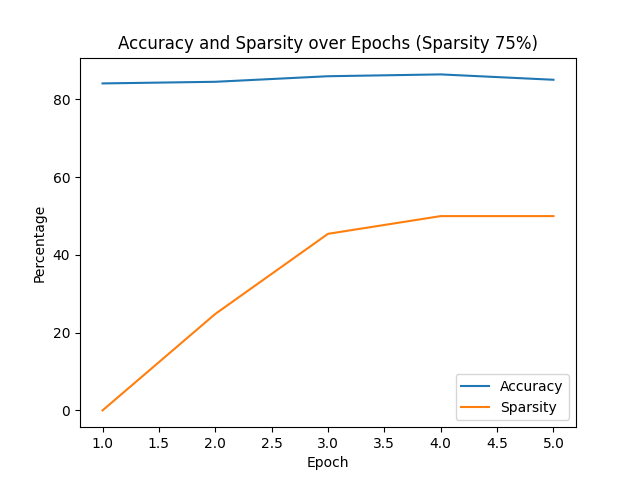 Accuracy and Sparsity over Epochs (Sparsity 75%)
80
60
40
20
0
Percentage
1.0 1.5 2.0 2.5 3.0 3.5 4.0 4.5 5.0
Epoch
Accuracy
Sparsity